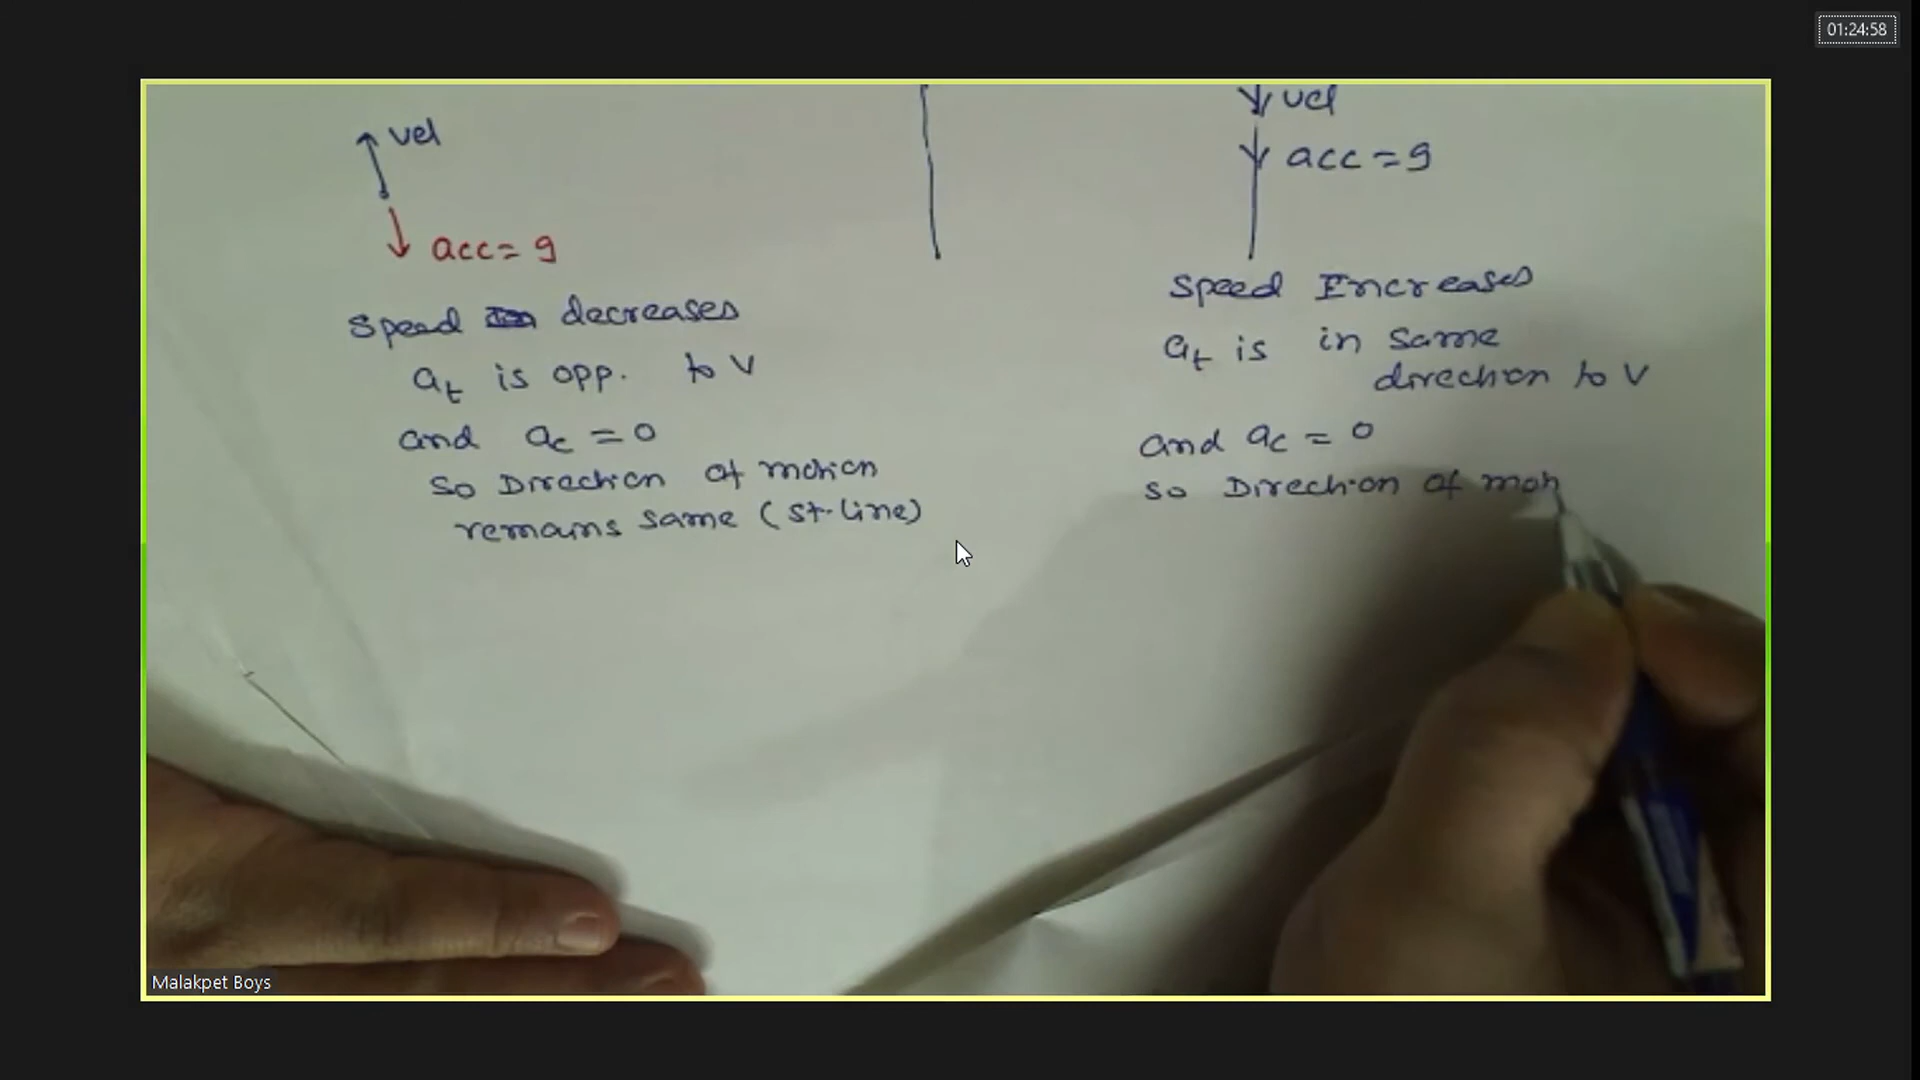 01:24:58
vel
acc = g
speed decreases
at is opp. to v
and ac = 0
so Direction of motion
remains same (st-line)
vel
acc = g
speed Increases
at is in same
direction to v
and ac = 0
so Direction of moti
Malakpet Boys